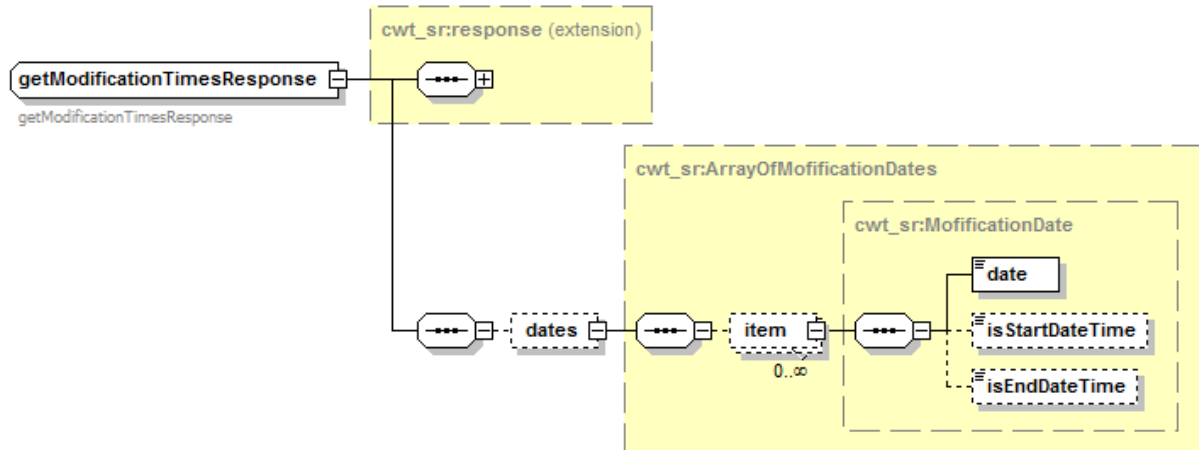 cwt_sr:response (extension)
getModificationTimesResponse
getModificationTimesResponse
cwt_sr:ArrayOfMofificationDates
cwt_sr:MofificationDate
date
dates
item
isStartDateTime
0..∞
isEndDateTime